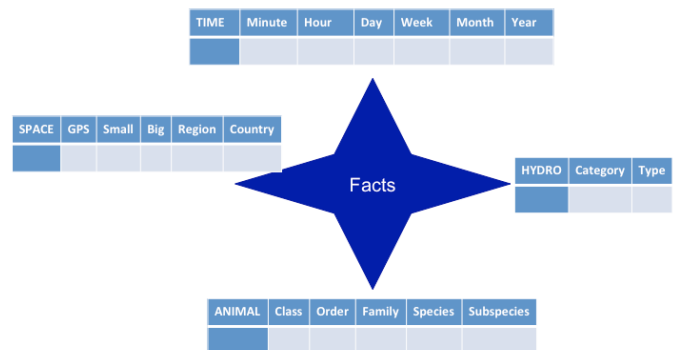 TIME Minute Hour Day Week Month Year
SPACE GPS Small Big Region Country
Facts
HYDRO Category Type
ANIMAL Class Order Family Species Subspecies